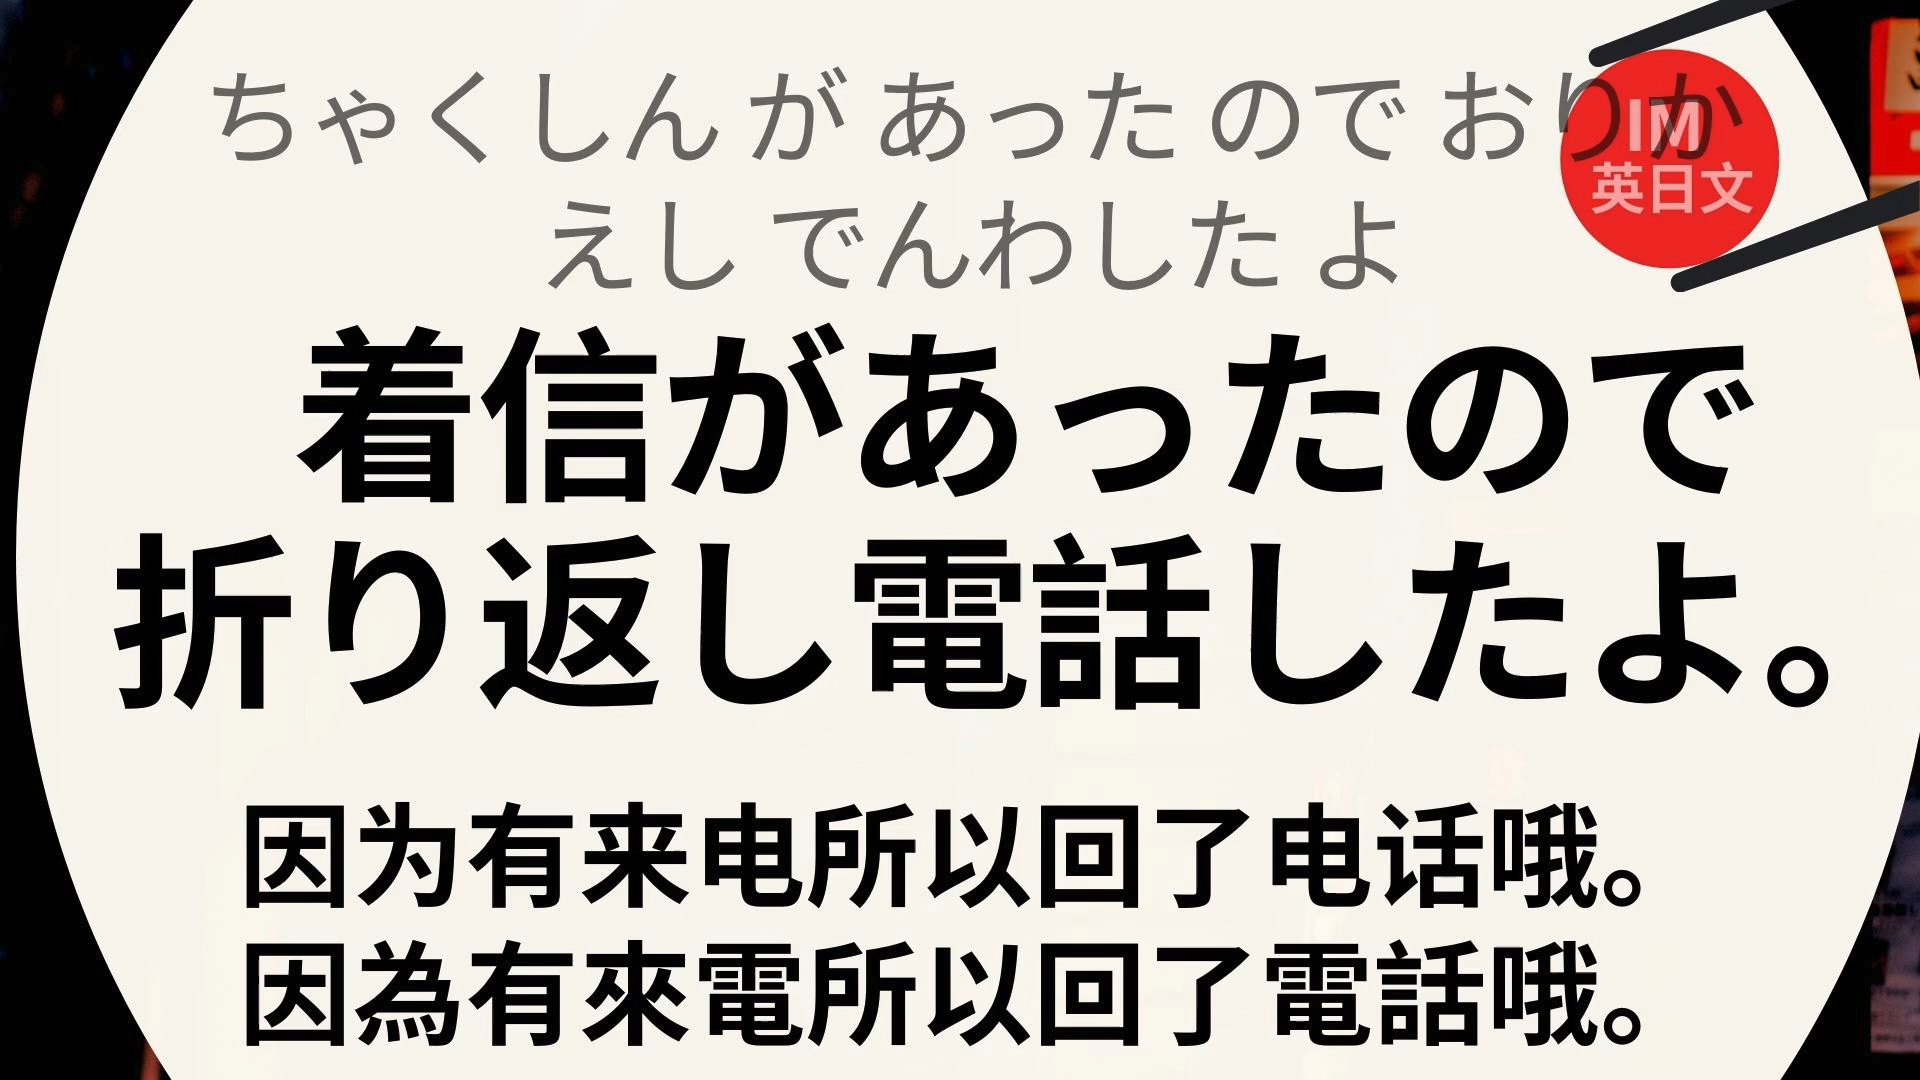 ちゃくしん が あった ので おりか
えし でんわした よ
IM
英日文
着信があったので
折り返し電話したよ。
因为有来电所以回了电话哦。
因為有來電所以回了電話哦。